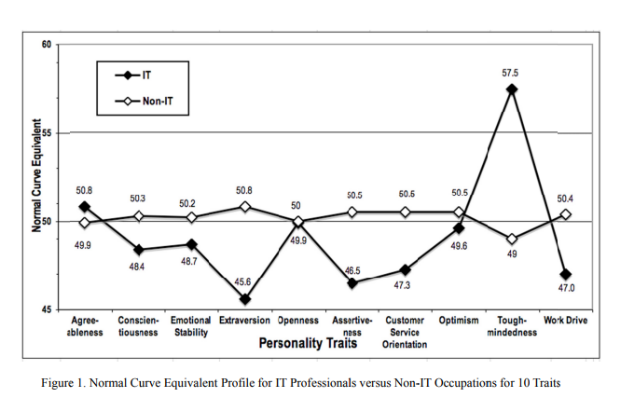 60
IT
Non-IT
57.5
55
Normal Curve Equivalent
50.8
50.3
50.2
50.8
50
50.5
50.6
50.5
50.4
50
49.9
48.4
48.7
45.6
49.9
46.5
47.3
49.6
49
47.0
45
Agree-
ableness
Conscien-
tiousness
Emotional
Stability
Extraversion
Openness
Assertive-
ness
Customer
Service
Orientation
Optimism
Tough-
mindedness
Work Drive
Personality Traits
Figure 1. Normal Curve Equivalent Profile for IT Professionals versus Non-IT Occupations for 10 Traits